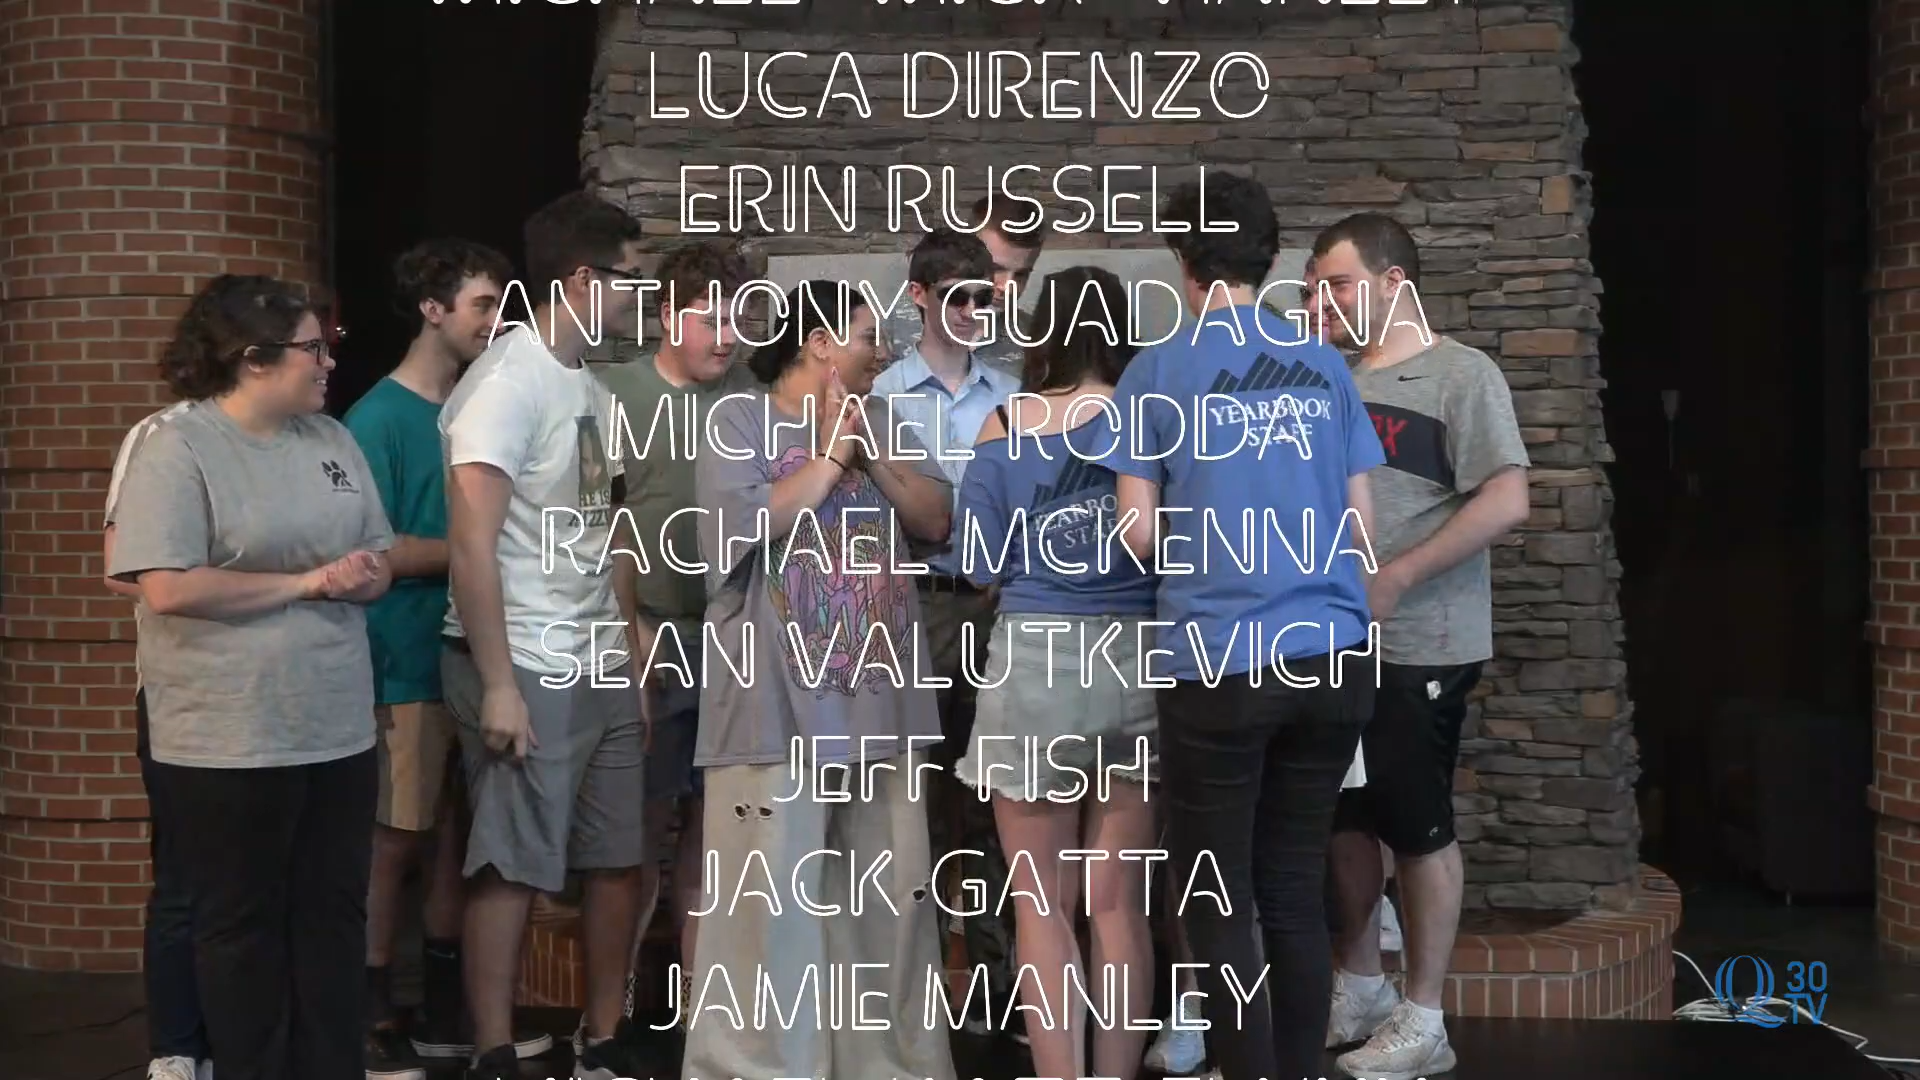 LUCA DIRENZO
ERIN RUSSELL
ANTHONY GUADAGNA
MICHAEL RODDA
RACHAEL MCKENNA
SEAN VALUTKEVICH
JEFF FISH
JACK GATTA
JAMIE MANLEY
YEARBOOK
STAFF
Q
30
TV